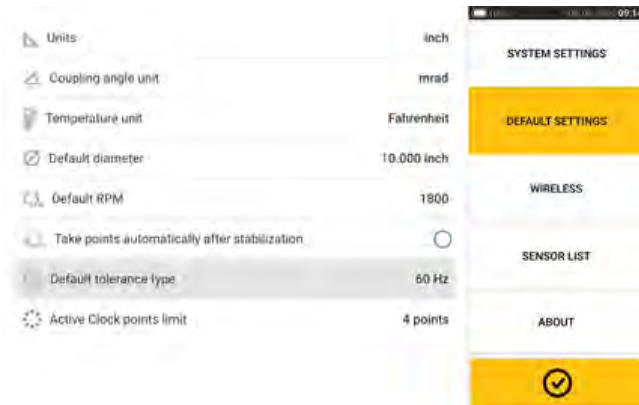 09:14
Units inch
Coupling angle unit mrad
Temperature unit Fahrenheit
Default diameter 10.000 inch
Default RPM 1800
Take points automatically after stabilization
Default tolerance type 60 Hz
Active Clock points limit 4 points
SYSTEM SETTINGS
DEFAULT SETTINGS
WIRELESS
SENSOR LIST
ABOUT